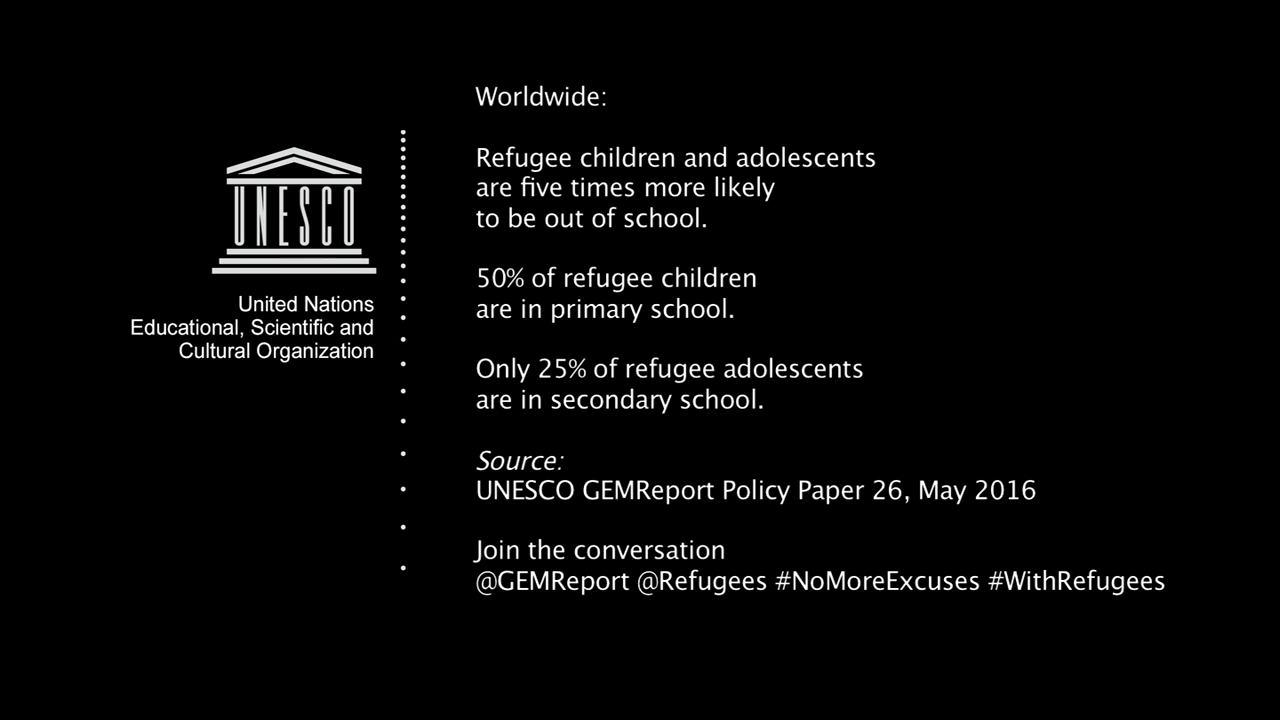 UNESCO
United Nations
Educational, Scientific and
Cultural Organization
Worldwide:
Refugee children and adolescents
are five times more likely
to be out of school.
50% of refugee children
are in primary school.
Only 25% of refugee adolescents
are in secondary school.
Source:
UNESCO GEMReport Policy Paper 26, May 2016
Join the conversation
@GEMReport @Refugees #NoMoreExcuses #WithRefugees